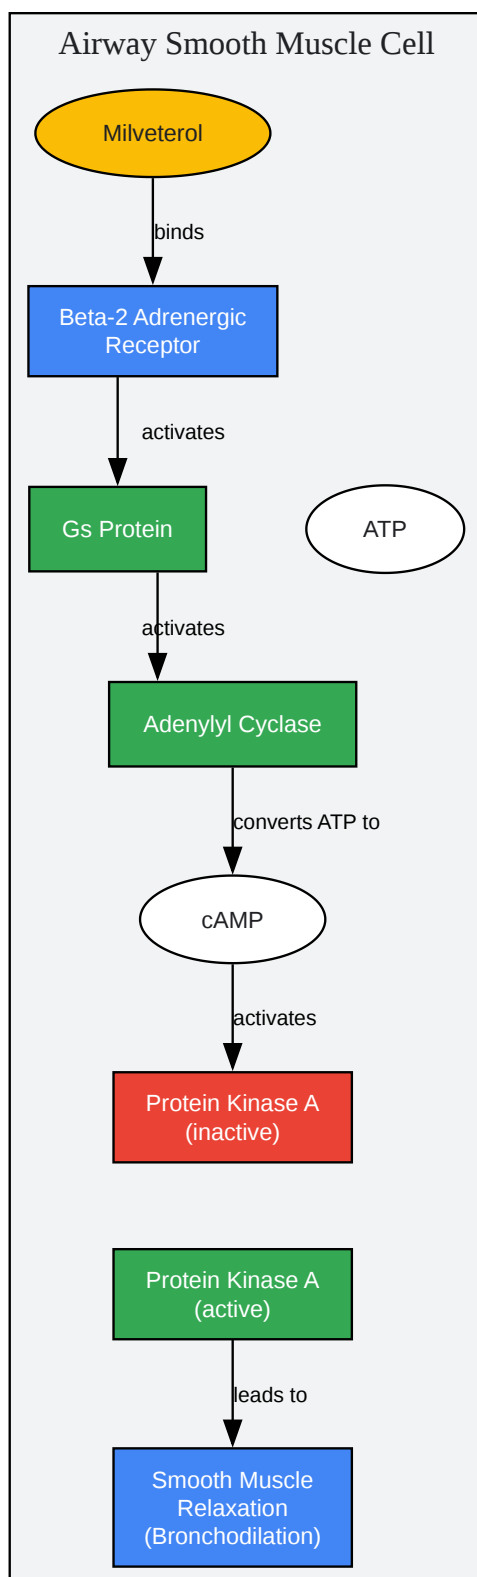 Airway Smooth Muscle Cell
Milveterol
binds
Beta-2 Adrenergic
Receptor
activates
Gs Protein
ATP
activates
Adenylyl Cyclase
converts ATP to
cAMP
activates
Protein Kinase A
(inactive)
Protein Kinase A
(active)
leads to
Smooth Muscle
Relaxation
(Bronchodilation)